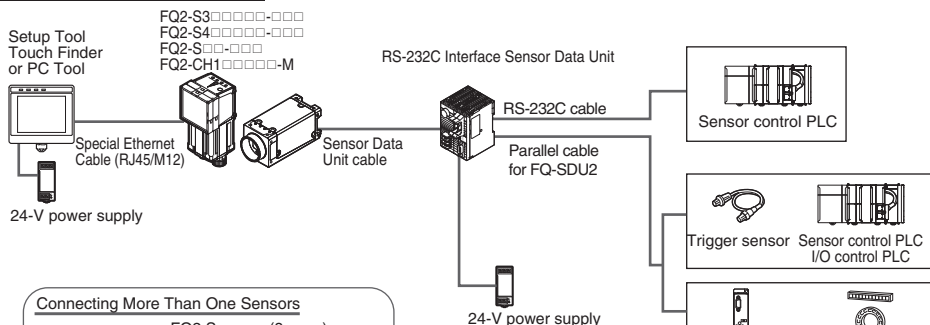 FQ2-S3□□□□□-□□□
FQ2-S4□□□□□-□□□
FQ2-S□□-□□□
FQ2-CH1□□□□□-M
Setup Tool
Touch Finder
or PC Tool
RS-232C Interface Sensor Data Unit
RS-232C cable
Sensor control PLC
Special Ethernet
Cable (RJ45/M12)
Sensor Data
Unit cable
Parallel cable
for FQ-SDU2
24-V power supply
Trigger sensor
Sensor control PLC
I/O control PLC
24-V power supply
Connecting More Than One Sensors